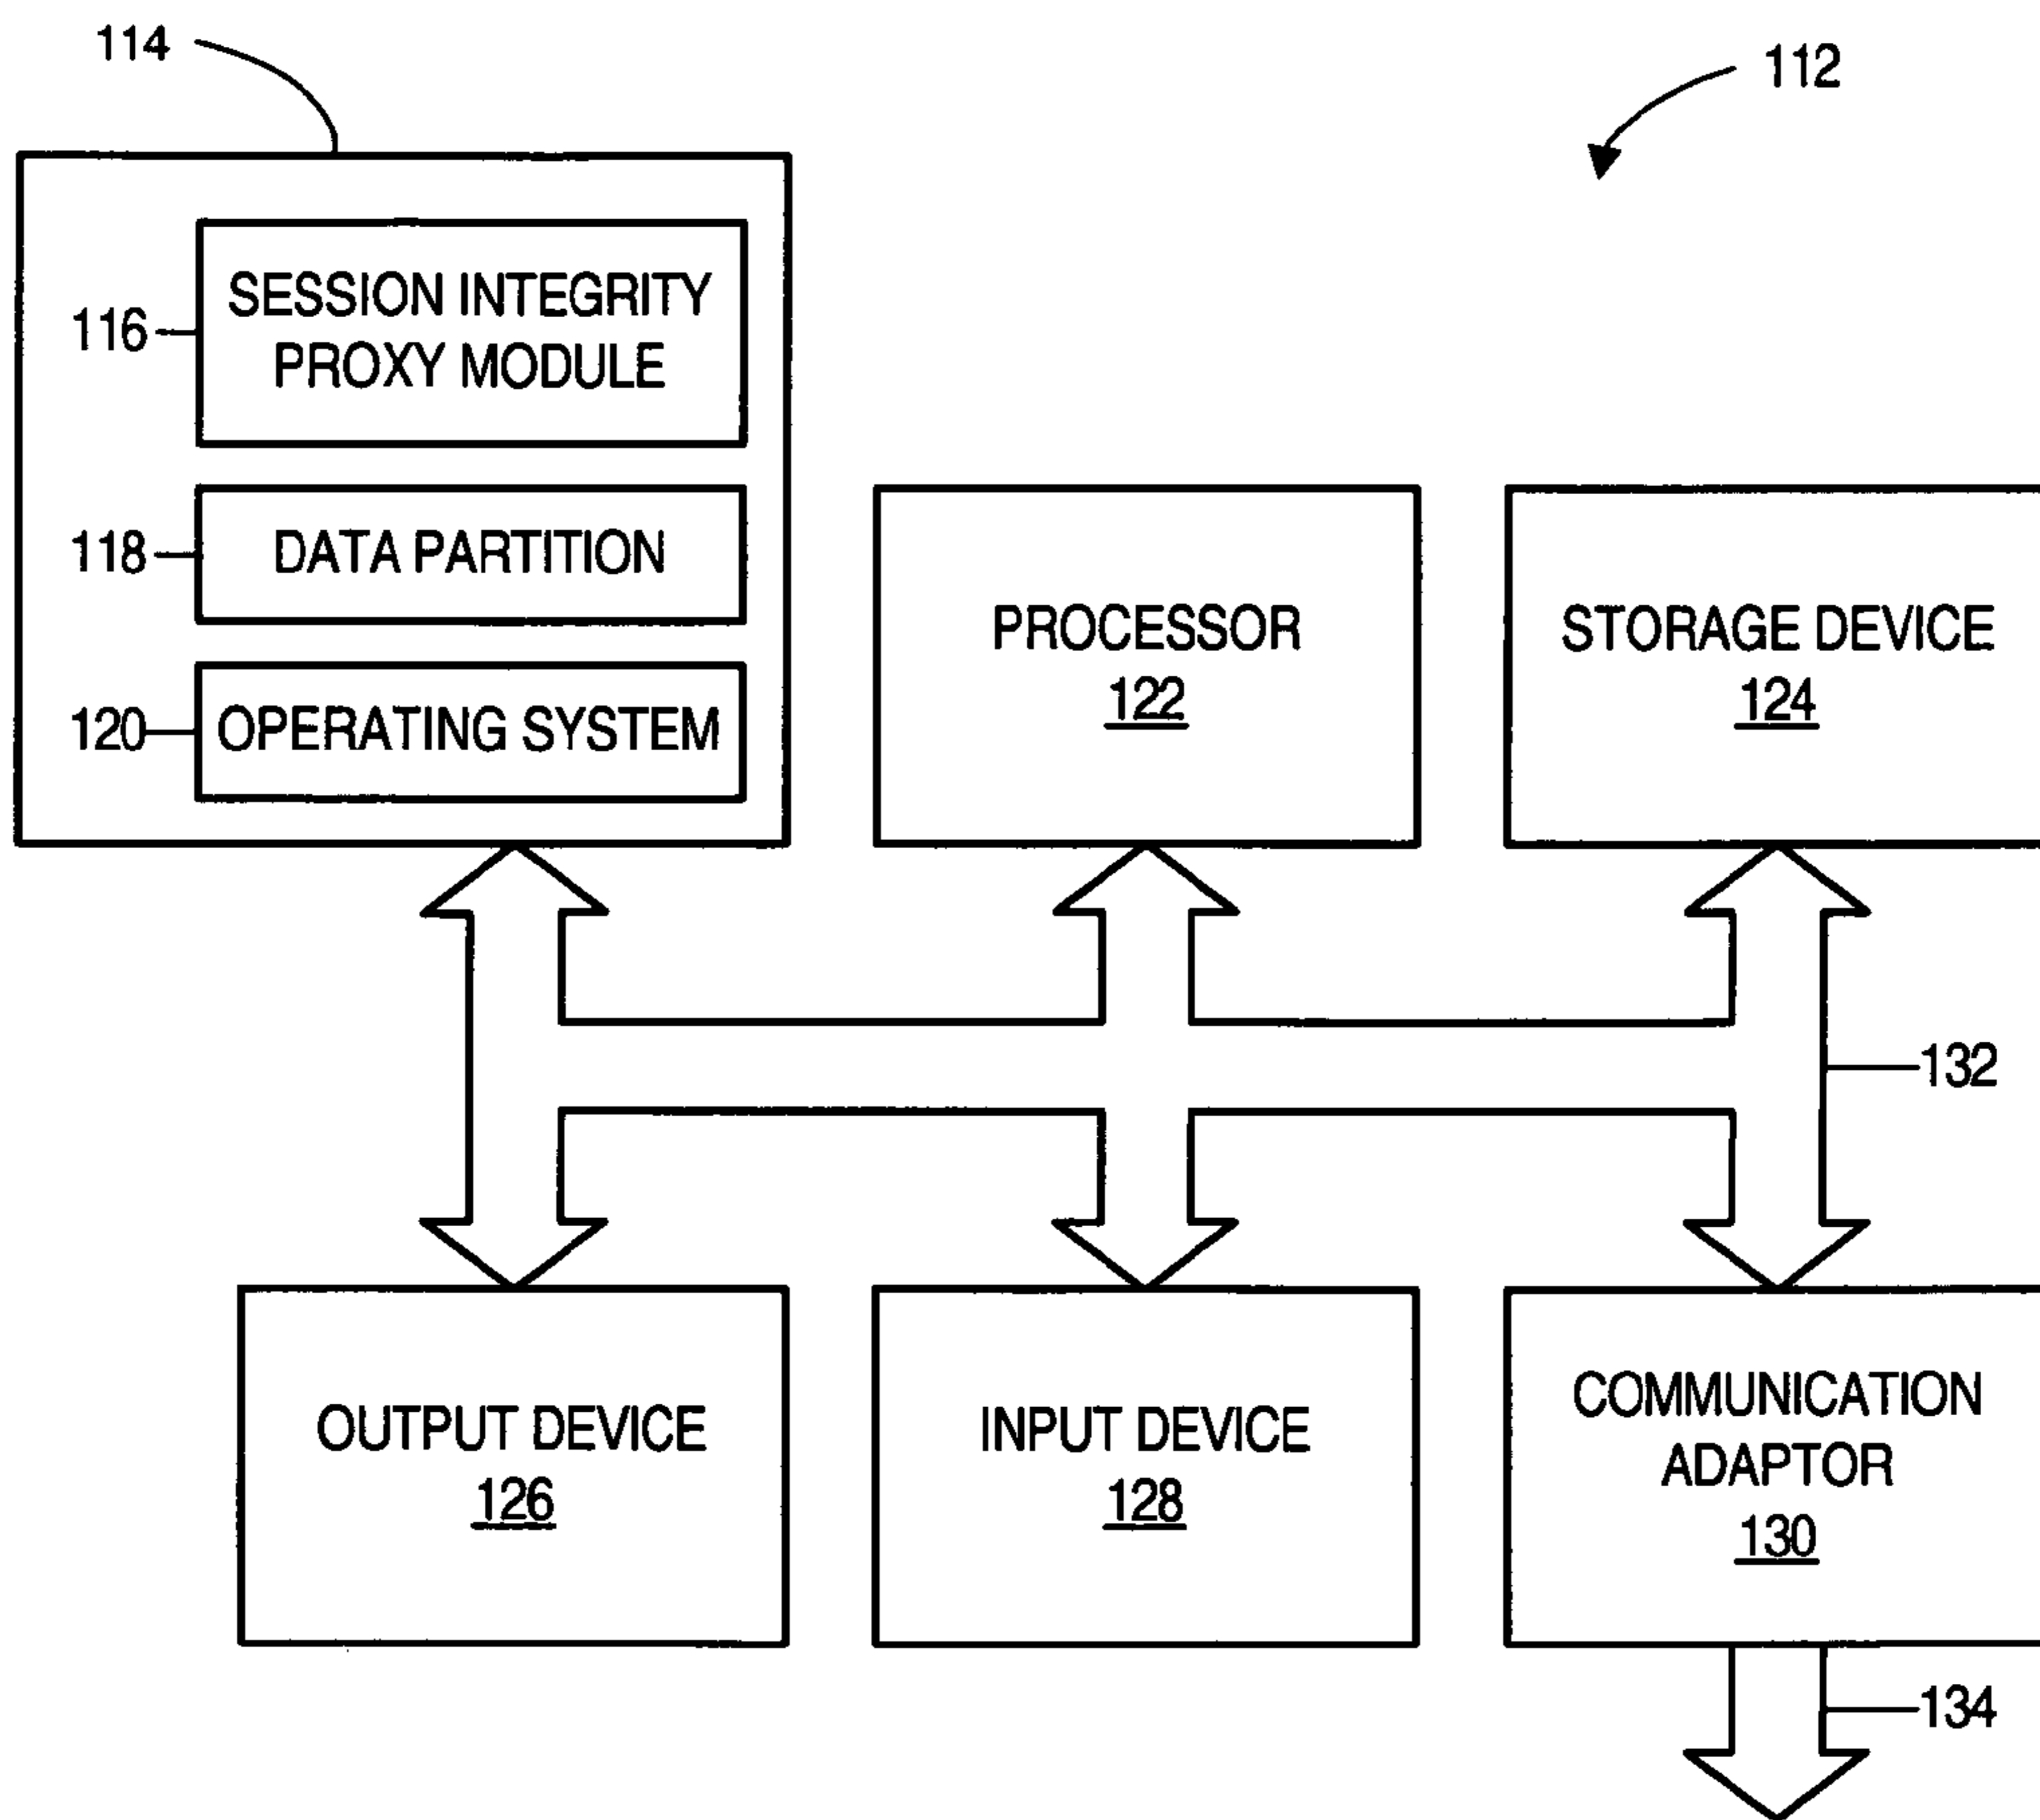 114
112
116
SESSION INTEGRITY
PROXY MODULE
118
DATA PARTITION
120
OPERATING SYSTEM
PROCESSOR
122
STORAGE DEVICE
124
132
OUTPUT DEVICE
126
INPUT DEVICE
128
COMMUNICATION
ADAPTOR
130
134